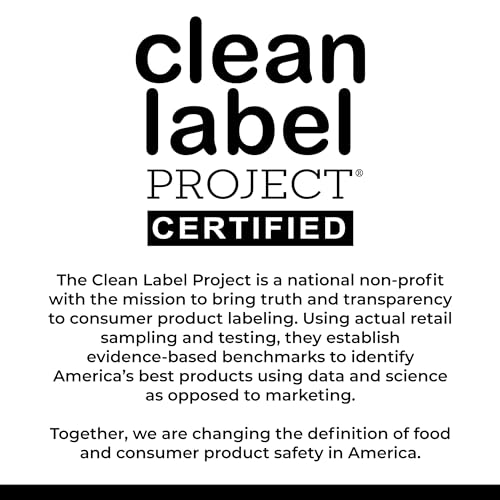 clean
label
PROJECT®
CERTIFIED
The Clean Label Project is a national non-profit
with the mission to bring truth and transparency
to consumer product labeling. Using actual retail
sampling and testing, they establish
evidence-based benchmarks to identify
America’s best products using data and science
as opposed to marketing.
Together, we are changing the definition of food
and consumer product safety in America.